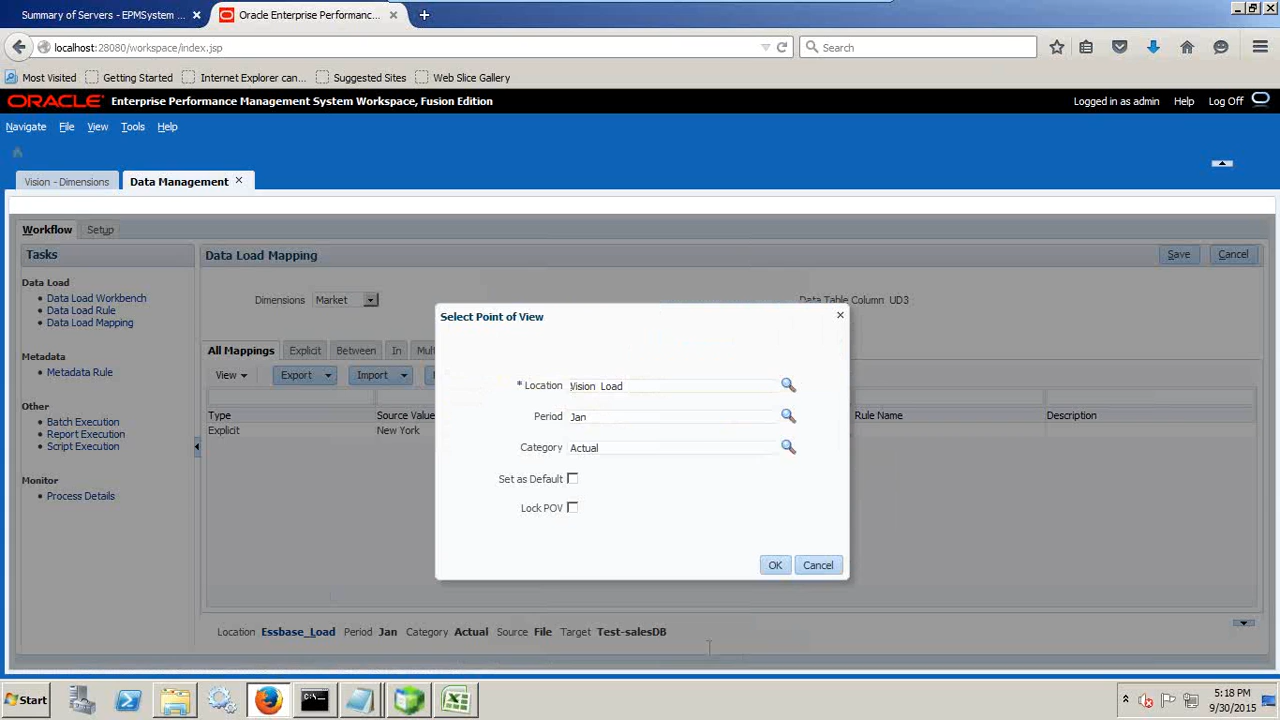 Summary of Servers - EPMSystem ... ×
Oracle Enterprise Performanc... ×
localhost:28080/workspace/index.jsp
Search
Most Visited
Getting Started
Internet Explorer can...
Suggested Sites
Web Slice Gallery
ORACLE Enterprise Performance Management System Workspace, Fusion Edition
Logged in as admin Help Log Off
Navigate File View Tools Help
Vision - Dimensions
Data Management ×
Workflow Setup
Tasks
Data Load
• Data Load Workbench
• Data Load Rule
• Data Load Mapping
Metadata
• Metadata Rule
Other
• Batch Execution
• Report Execution
• Script Execution
Monitor
• Process Details
Data Load Mapping
Save Cancel
Dimensions Market
Data Table Column UD3
All Mappings Explicit Between In
View Export Import
Type Source Value Rule Name Description
Explicit New York
Select Point of View ×
* Location Vision Load
Period Jan
Category Actual
Set as Default
Lock POV
OK Cancel
Location Essbase_Load Period Jan Category Actual Source File Target Test-salesDB
Start
5:18 PM
9/30/2015